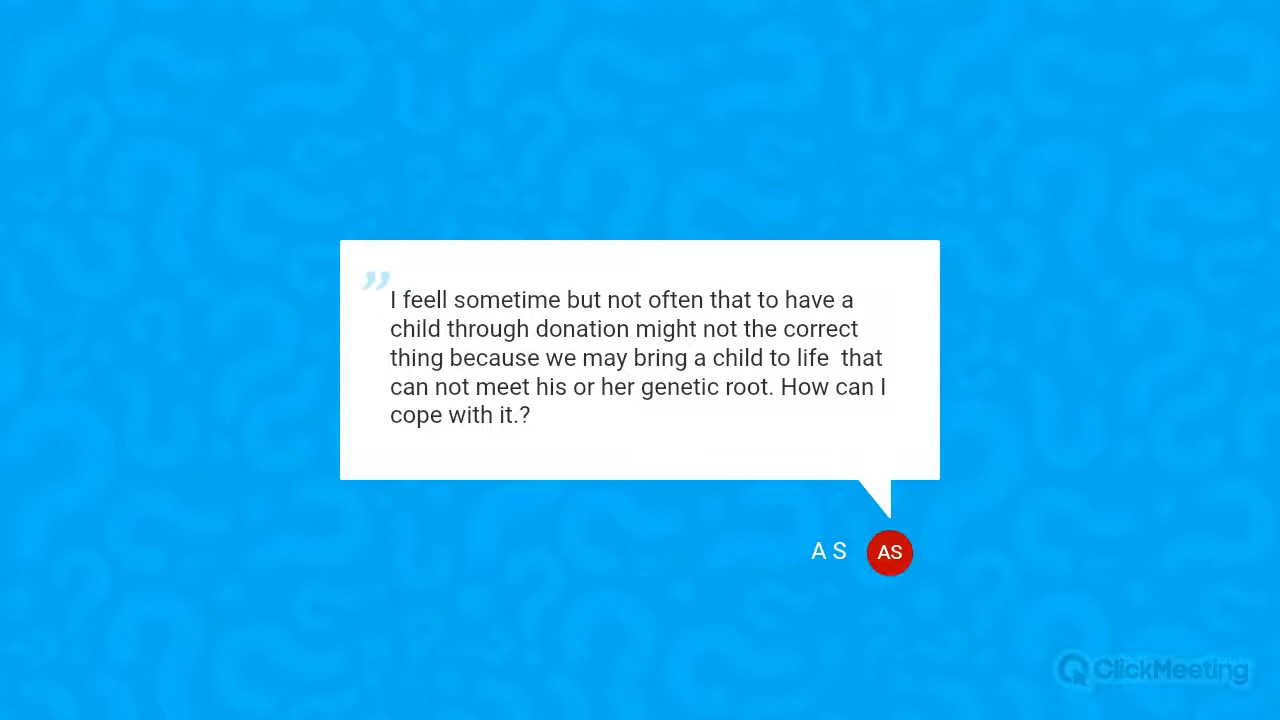 I feell sometime but not often that to have a
child through donation might not the correct
thing because we may bring a child to life  that
can not meet his or her genetic root. How can I
cope with it.?
A S
AS
ClickMeeting